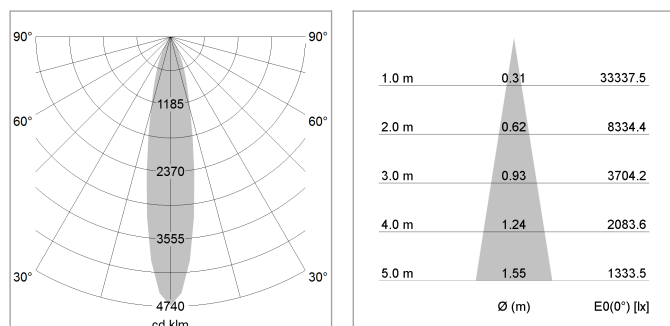 90° 90°
1185
60° 60°
2370
3555
30° 30°
4740
cd klm
1.0 m 0.31 33337.5
2.0 m 0.62 8334.4
3.0 m 0.93 3704.2
4.0 m 1.24 2083.6
5.0 m 1.55 1333.5
Ø (m) E0(0°) [lx]